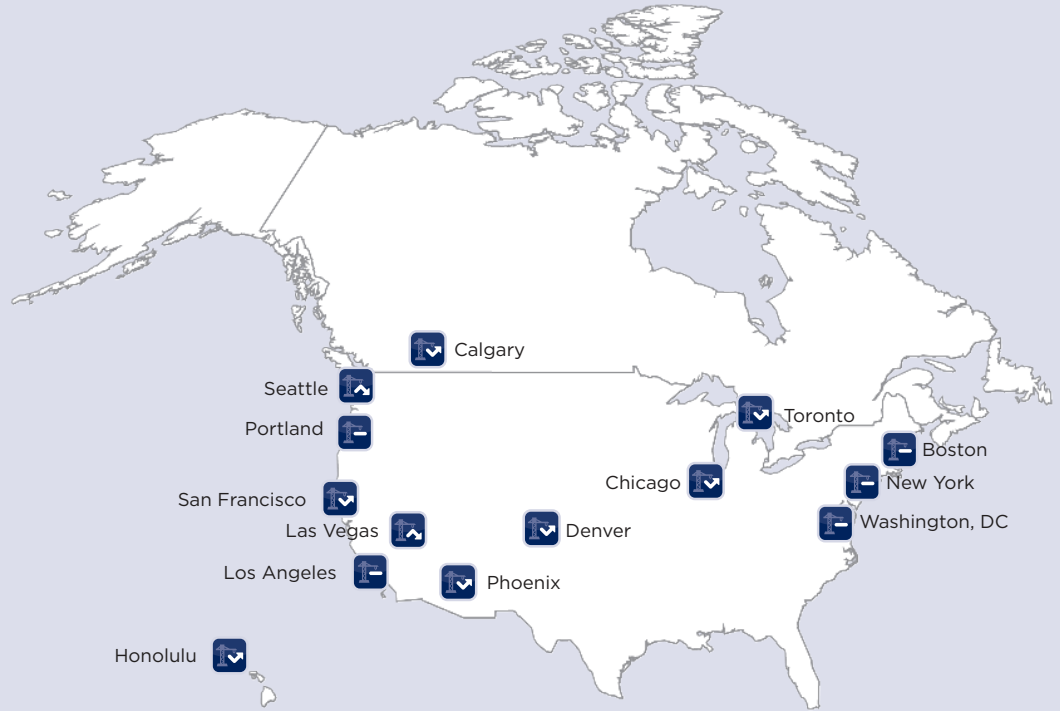 Calgary
Seattle
Toronto
Portland
Boston
Chicago
New York
San Francisco
Washington, DC
Las Vegas
Denver
Los Angeles
Phoenix
Honolulu